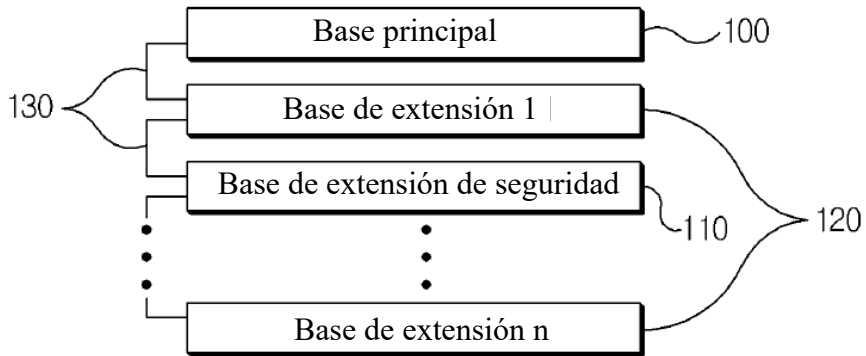 Base principal
100
130
Base de extensión 1
Base de extensión de seguridad
110
120
Base de extensión n